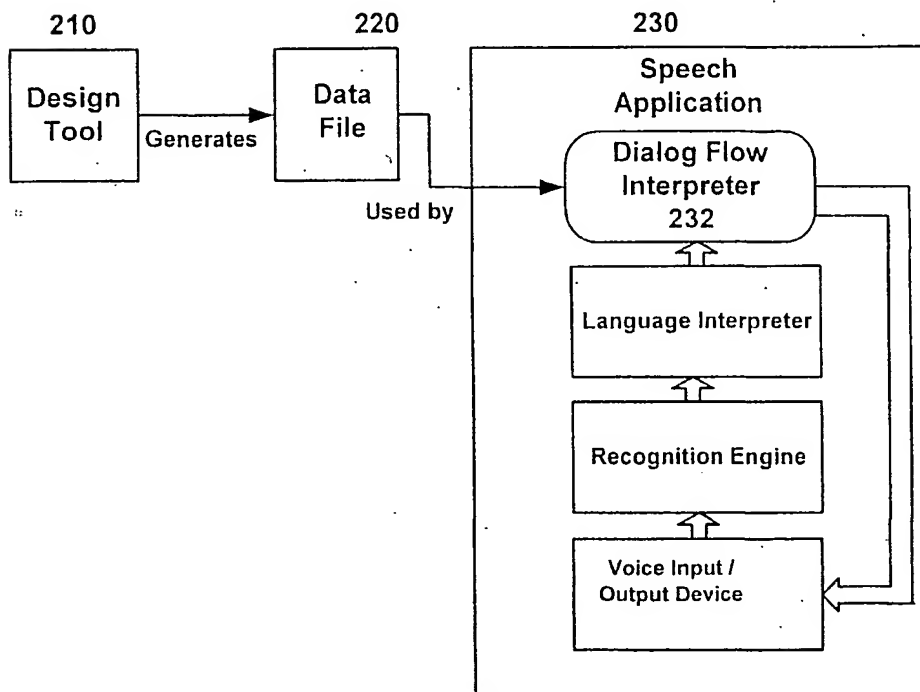 210
220
230
Design
Tool
Generates
Data
File
Used by
Speech
Application
Dialog Flow
Interpreter
232
Language Interpreter
Recognition Engine
Voice Input /
Output Device